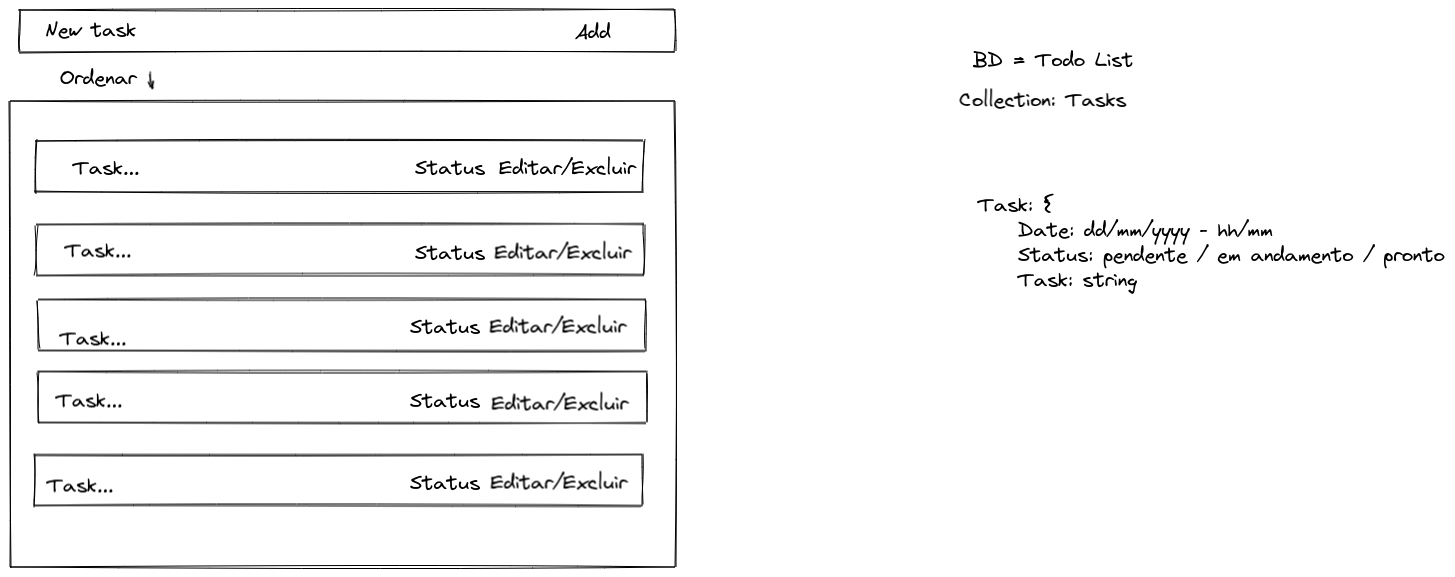 New task Add
Ordenar ↓
Task... Status Editar/Excluir
Task... Status Editar/Excluir
Task... Status Editar/Excluir
Task... Status Editar/Excluir
Task... Status Editar/Excluir
BD = Todo List
Collection: Tasks
Task: {
Date: dd/mm/yyyy - hh/mm
Status: pendente / em andamento / pronto
Task: string